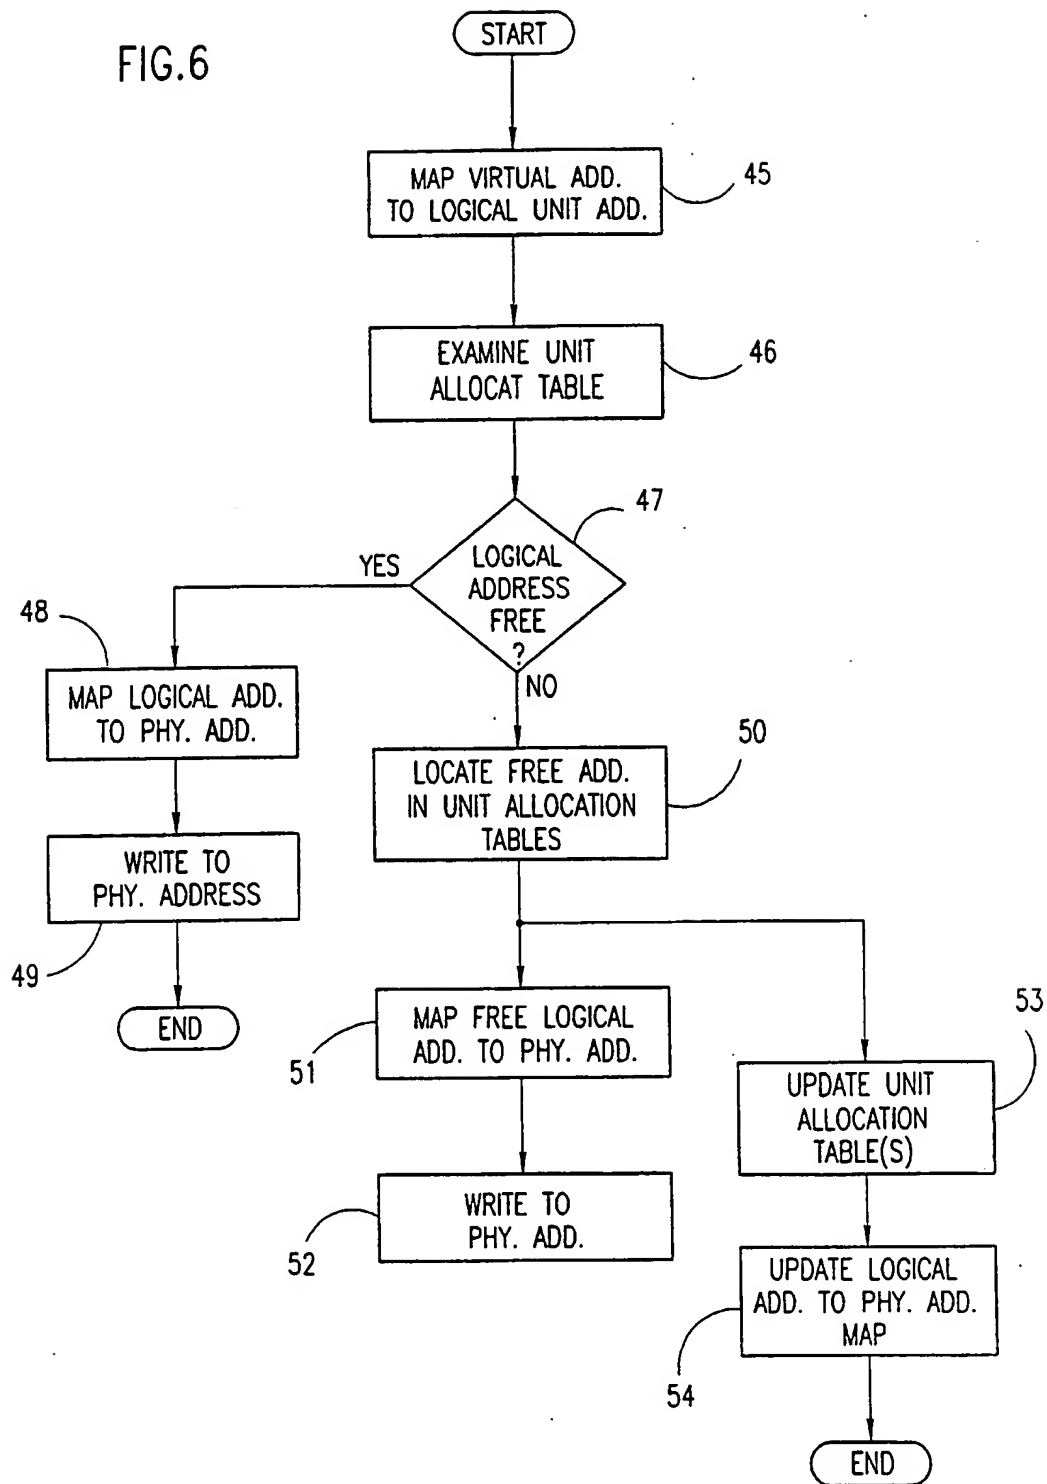 FIG.6
START
MAP VIRTUAL ADD.
TO LOGICAL UNIT ADD.
45
EXAMINE UNIT
ALLOCAT TABLE
46
47
LOGICAL
ADDRESS
FREE
?
YES
NO
48
MAP LOGICAL ADD.
TO PHY. ADD.
WRITE TO
PHY. ADDRESS
49
END
50
LOCATE FREE ADD.
IN UNIT ALLOCATION
TABLES
MAP FREE LOGICAL
ADD. TO PHY. ADD.
51
WRITE TO
PHY. ADD.
52
53
UPDATE UNIT
ALLOCATION
TABLE(S)
UPDATE LOGICAL
ADD. TO PHY. ADD.
MAP
54
END